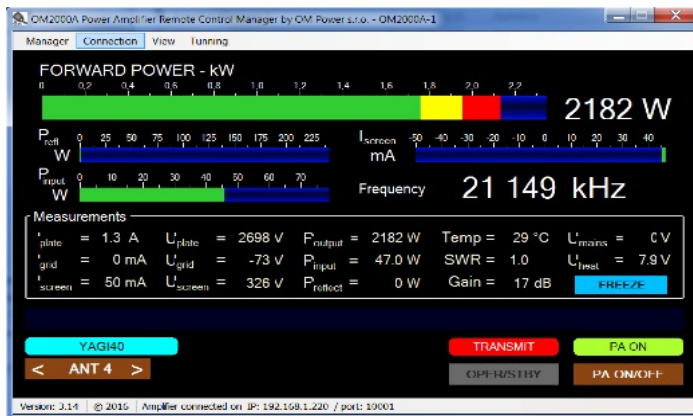 OM2000A Power Amplifier Remote Control Manager by OM Power s.r.o. - OM2000A-1
Manager Connection View Tunning
FORWARD POWER - kW
0 0,2 0,4 0,6 0,8 1,0 1,2 1,4 1,6 1,8 2,0 2,2
2182 W
Prefl W 0 25 50 75 100 125 150 175 200 225
Iscreen mA -50 -40 -30 -20 -10 0 10 20 30 40
Pinput W 0 10 20 30 40 50 60 70
Frequency 21 149 kHz
Measurements
Iplate = 1.3 A Uplate = 2698 V Poutput = 2182 W Temp = 29 °C Umains = 0 V
Igrid = 0 mA Ugrid = -73 V Pinput = 47.0 W SWR = 1.0 Uheat = 7.9 V
Iscreen = 50 mA Uscreen = 326 V Preflect = 0 W Gain = 17 dB FREEZE
YAGI40 TRANSMIT PA ON
< ANT 4 > OPER/STBY PA ON/OFF
Version: 3.14 © 2016 Amplifier connected on IP: 192.168.1.220 / port: 10001